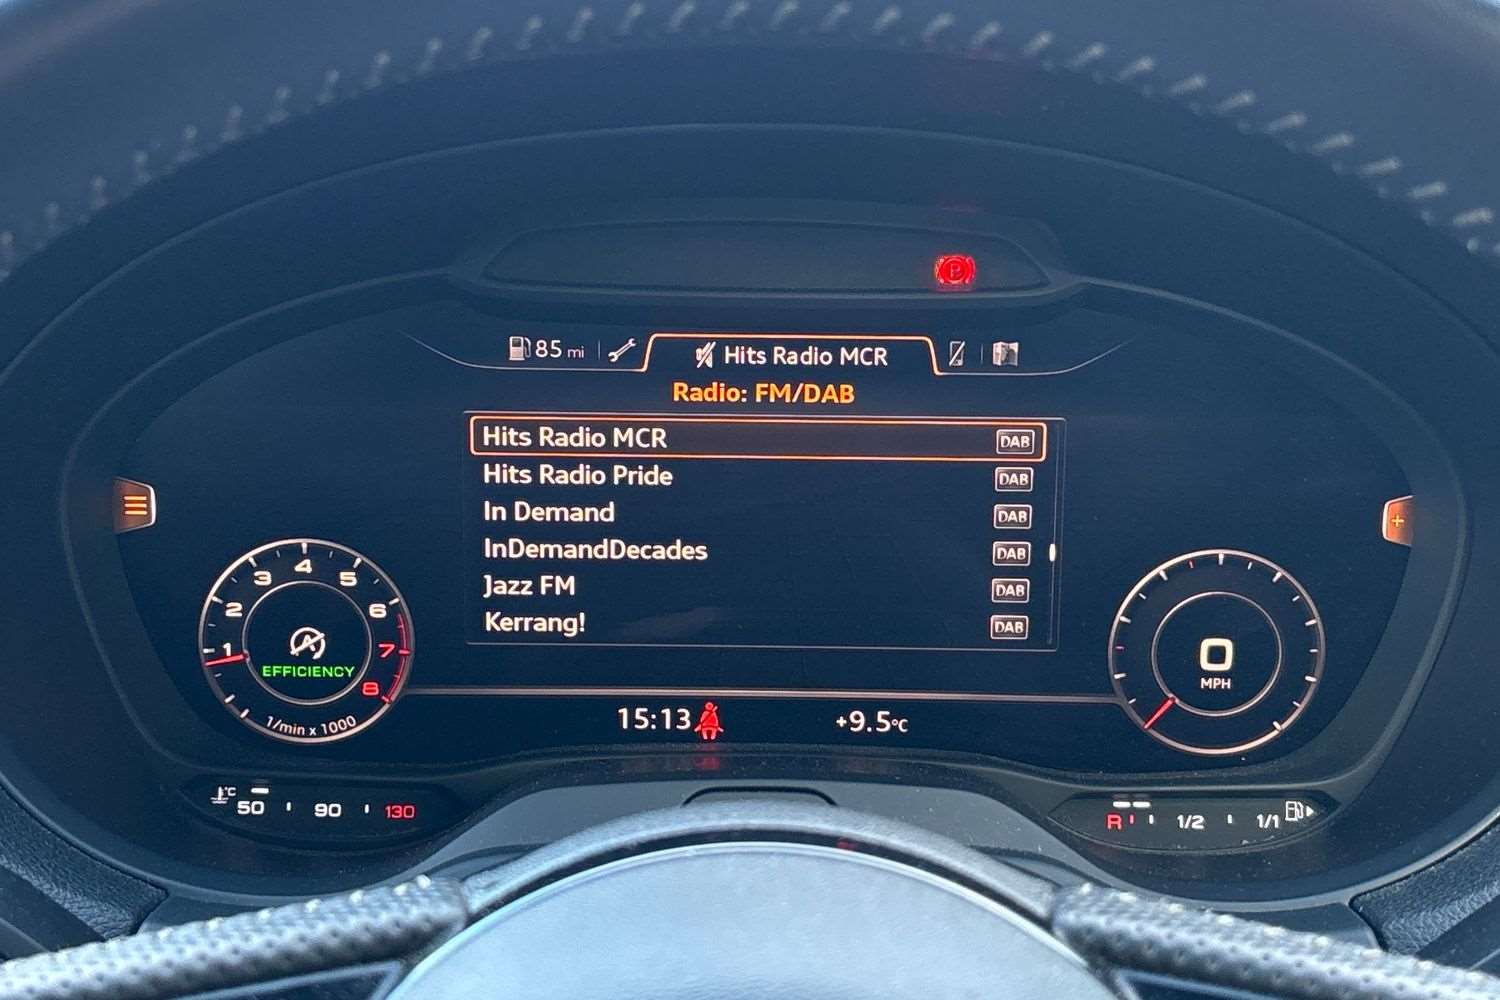 P
85 mi
Hits Radio MCR
Radio: FM/DAB
Hits Radio MCR DAB
Hits Radio Pride DAB
In Demand DAB
InDemandDecades DAB
Jazz FM DAB
Kerrang! DAB
1 2 3 4 5 6 7 8
A
EFFICIENCY
1/min x 1000
0
MPH
15:13
+9.5°C
°C
50 90 130
R 1/2 1/1